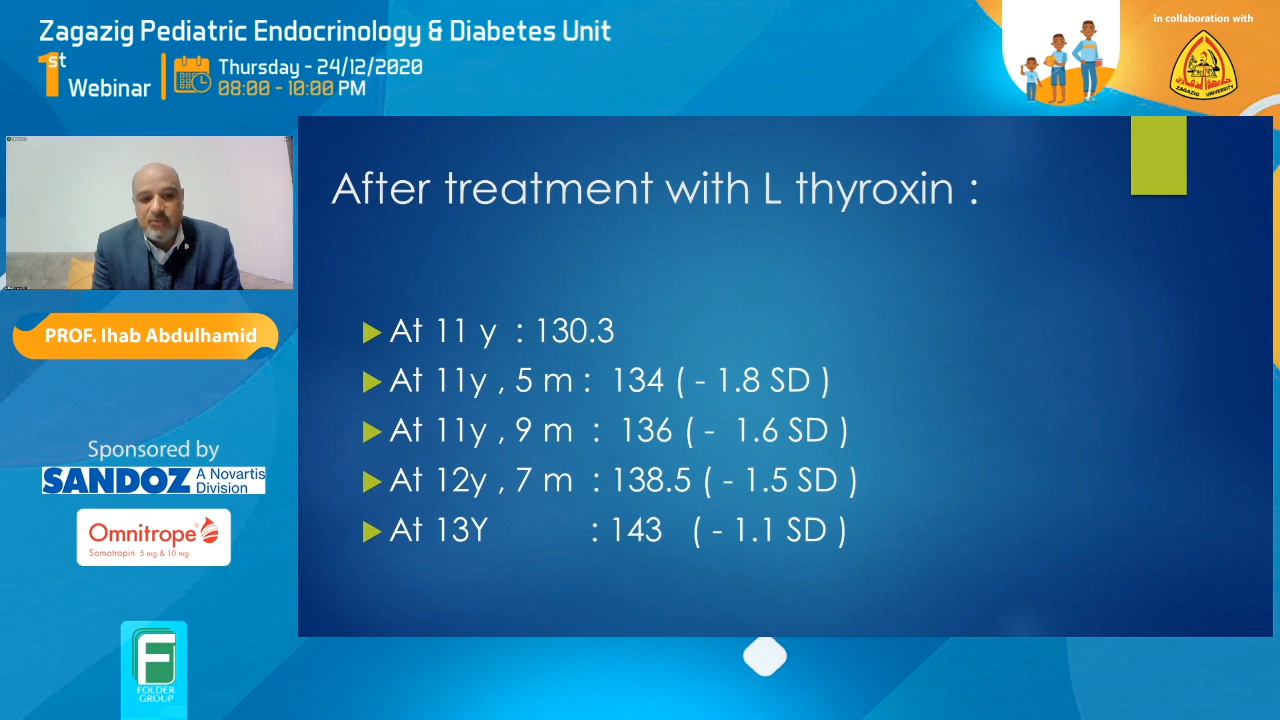 Zagazig Pediatric Endocrinology & Diabetes Unit
1st Webinar
Thursday - 24/12/2020
08:00 - 10:00 PM
in collaboration with
ZAGAZIG UNIVERSITY
After treatment with L thyroxin :
At 11 y : 130.3
At 11y , 5 m : 134 ( - 1.8 SD )
At 11y , 9 m : 136 ( - 1.6 SD )
At 12y , 7 m : 138.5 ( - 1.5 SD )
At 13Y : 143 ( - 1.1 SD )
PROF. Ihab Abdulhamid
Sponsored by
SANDOZ A Novartis
Division
Omnitrope®
Somatropin 5 mg & 10 mg
F
FOLDER
GROUP